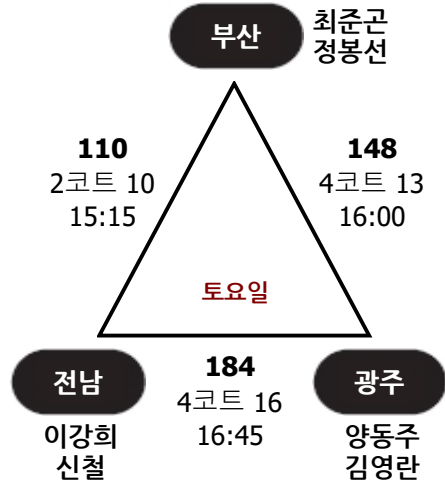 부산
최준곤
정봉선
110
2코트 10
15:15
148
4코트 13
16:00
토요일
전남
이강희
신철
184
4코트 16
16:45
광주
양동주
김영란